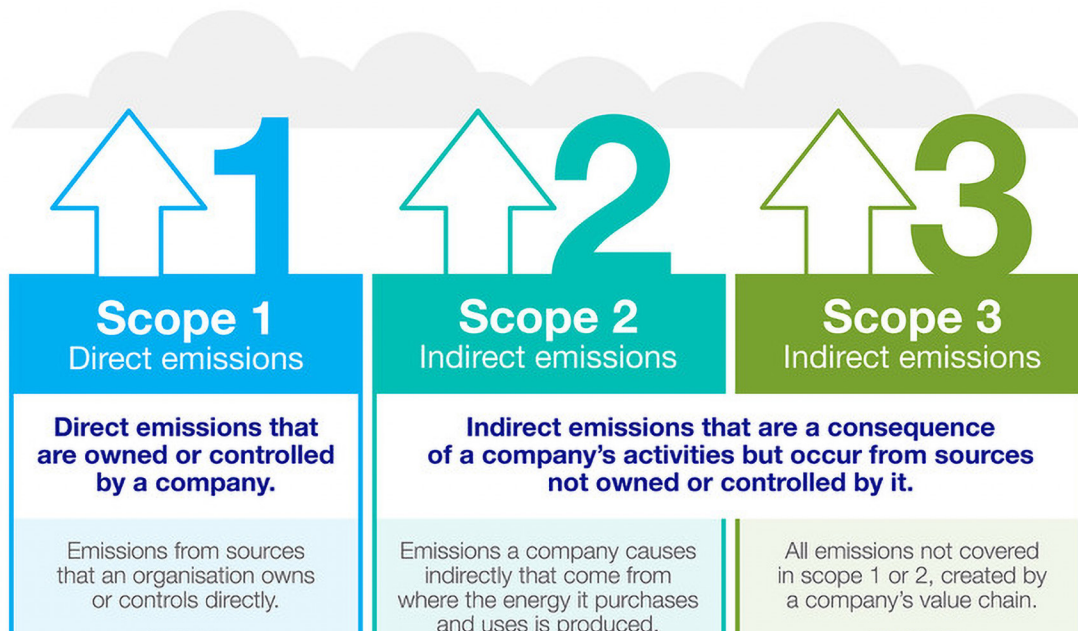 1
2
3
Scope 1
Direct emissions
Scope 2
Indirect emissions
Scope 3
Indirect emissions
Direct emissions that
are owned or controlled
by a company.
Indirect emissions that are a consequence
of a company's activities but occur from sources
not owned or controlled by it.
Emissions from sources
that an organisation owns
or controls directly.
Emissions a company causes
indirectly that come from
where the energy it purchases
and uses is produced.
All emissions not covered
in scope 1 or 2, created by
a company's value chain.